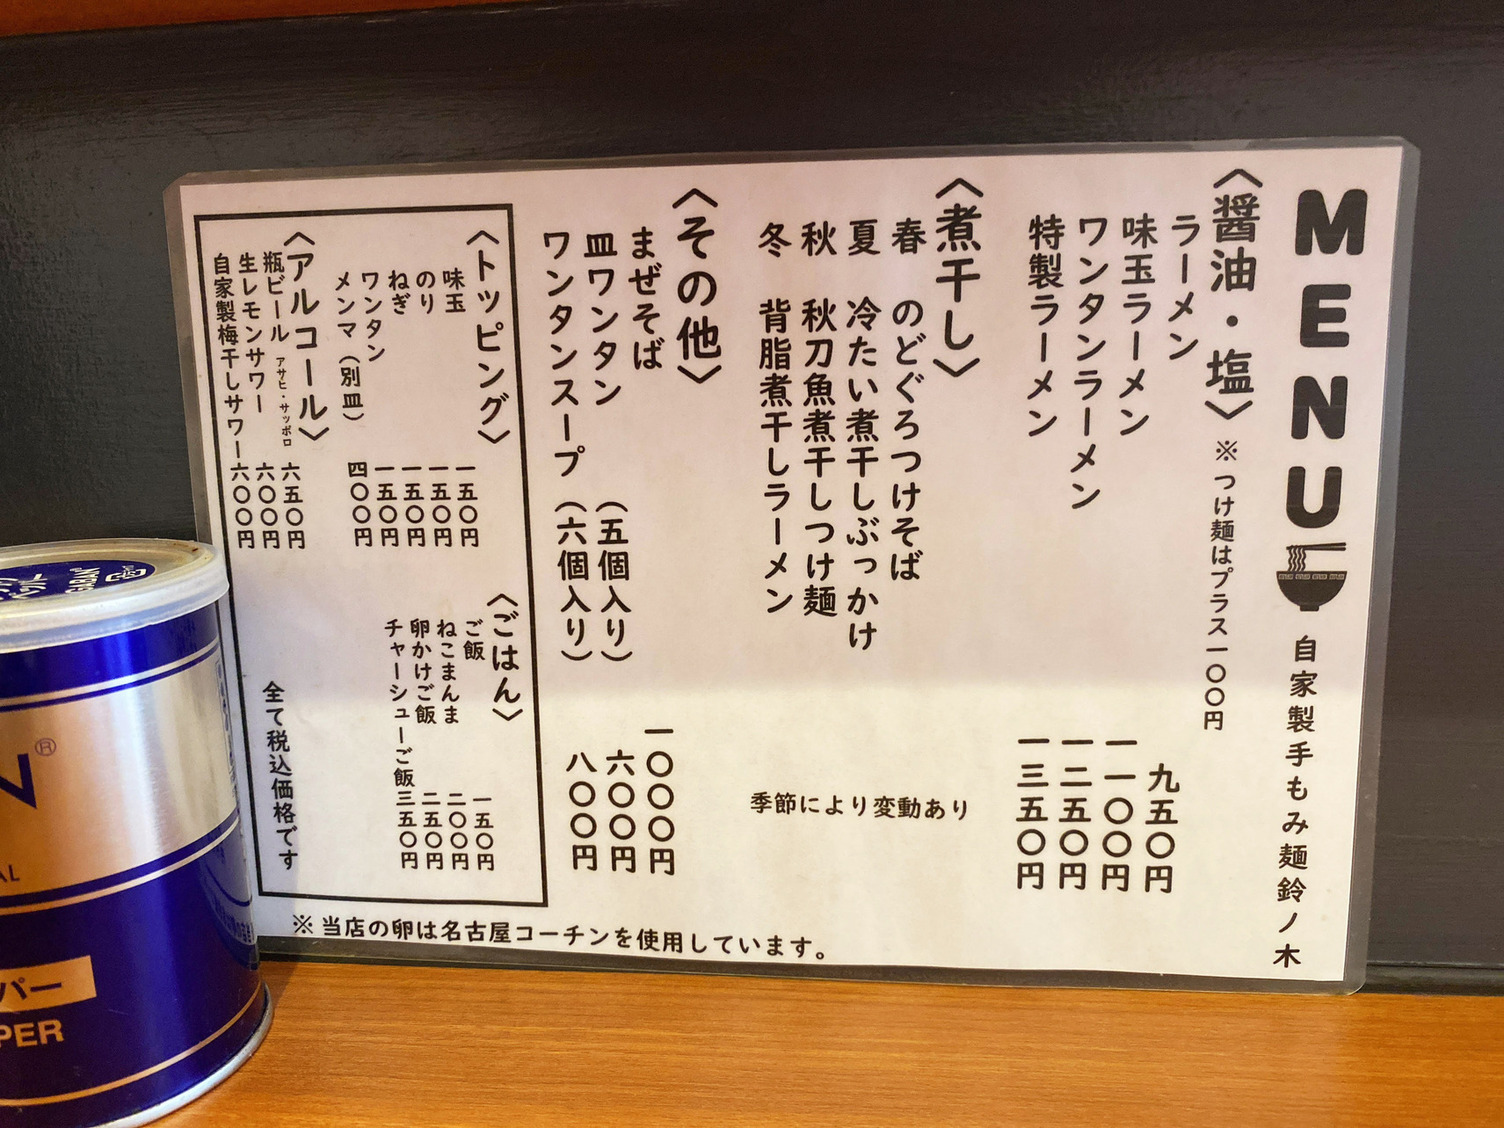 MENU
自家製手もみ麺鈴ノ木
〈醤油・塩〉 ※つけ麺はプラス一〇〇円
ラーメン 九五〇円
味玉ラーメン 一一〇〇円
ワンタンラーメン 一二五〇円
特製ラーメン 一三五〇円
〈煮干し〉
春 のどぐろつけそば
夏 冷たい煮干しぶっかけ
秋 秋刀魚煮干しつけ麺
冬 背脂煮干しラーメン
季節により変動あり
〈その他〉
まぜそば 一〇〇〇円
皿ワンタン（五個入り） 六〇〇円
ワンタンスープ（六個入り） 八〇〇円
〈トッピング〉
味玉 一五〇円
のり 一五〇円
ねぎ 一五〇円
ワンタン 一五〇円
メンマ（別皿） 四〇〇円
〈ごはん〉
ご飯 一五〇円
ねこまんま 二〇〇円
卵かけご飯 二五〇円
チャーシューご飯 三五〇円
〈アルコール〉
瓶ビール アサヒ・サッポロ 六五〇円
生レモンサワー 六〇〇円
自家製梅干しサワー 六〇〇円
全て税込価格です
※当店の卵は名古屋コーチンを使用しています。
パー
PER